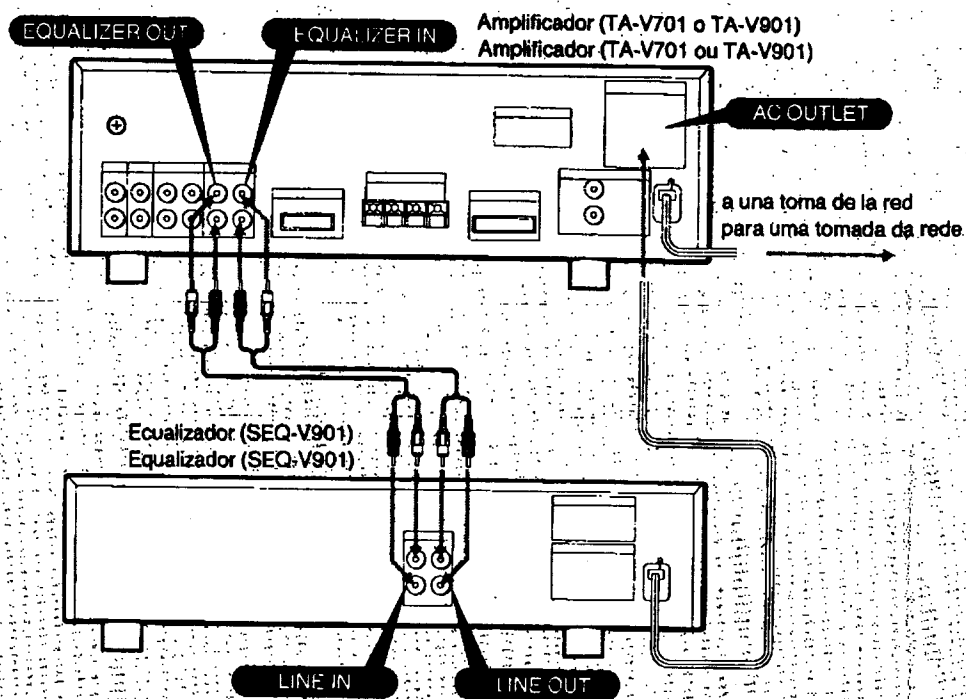 EQUALIZER OUT
EQUALIZER IN
Amplificador (TA-V701 o TA-V901)
Amplificador (TA-V701 ou TA-V901)
AC OUTLET
a una toma de la red
para uma tomada da rede
Ecualizador (SEQ-V901)
Equalizador (SEQ-V901)
LINE IN
LINE OUT